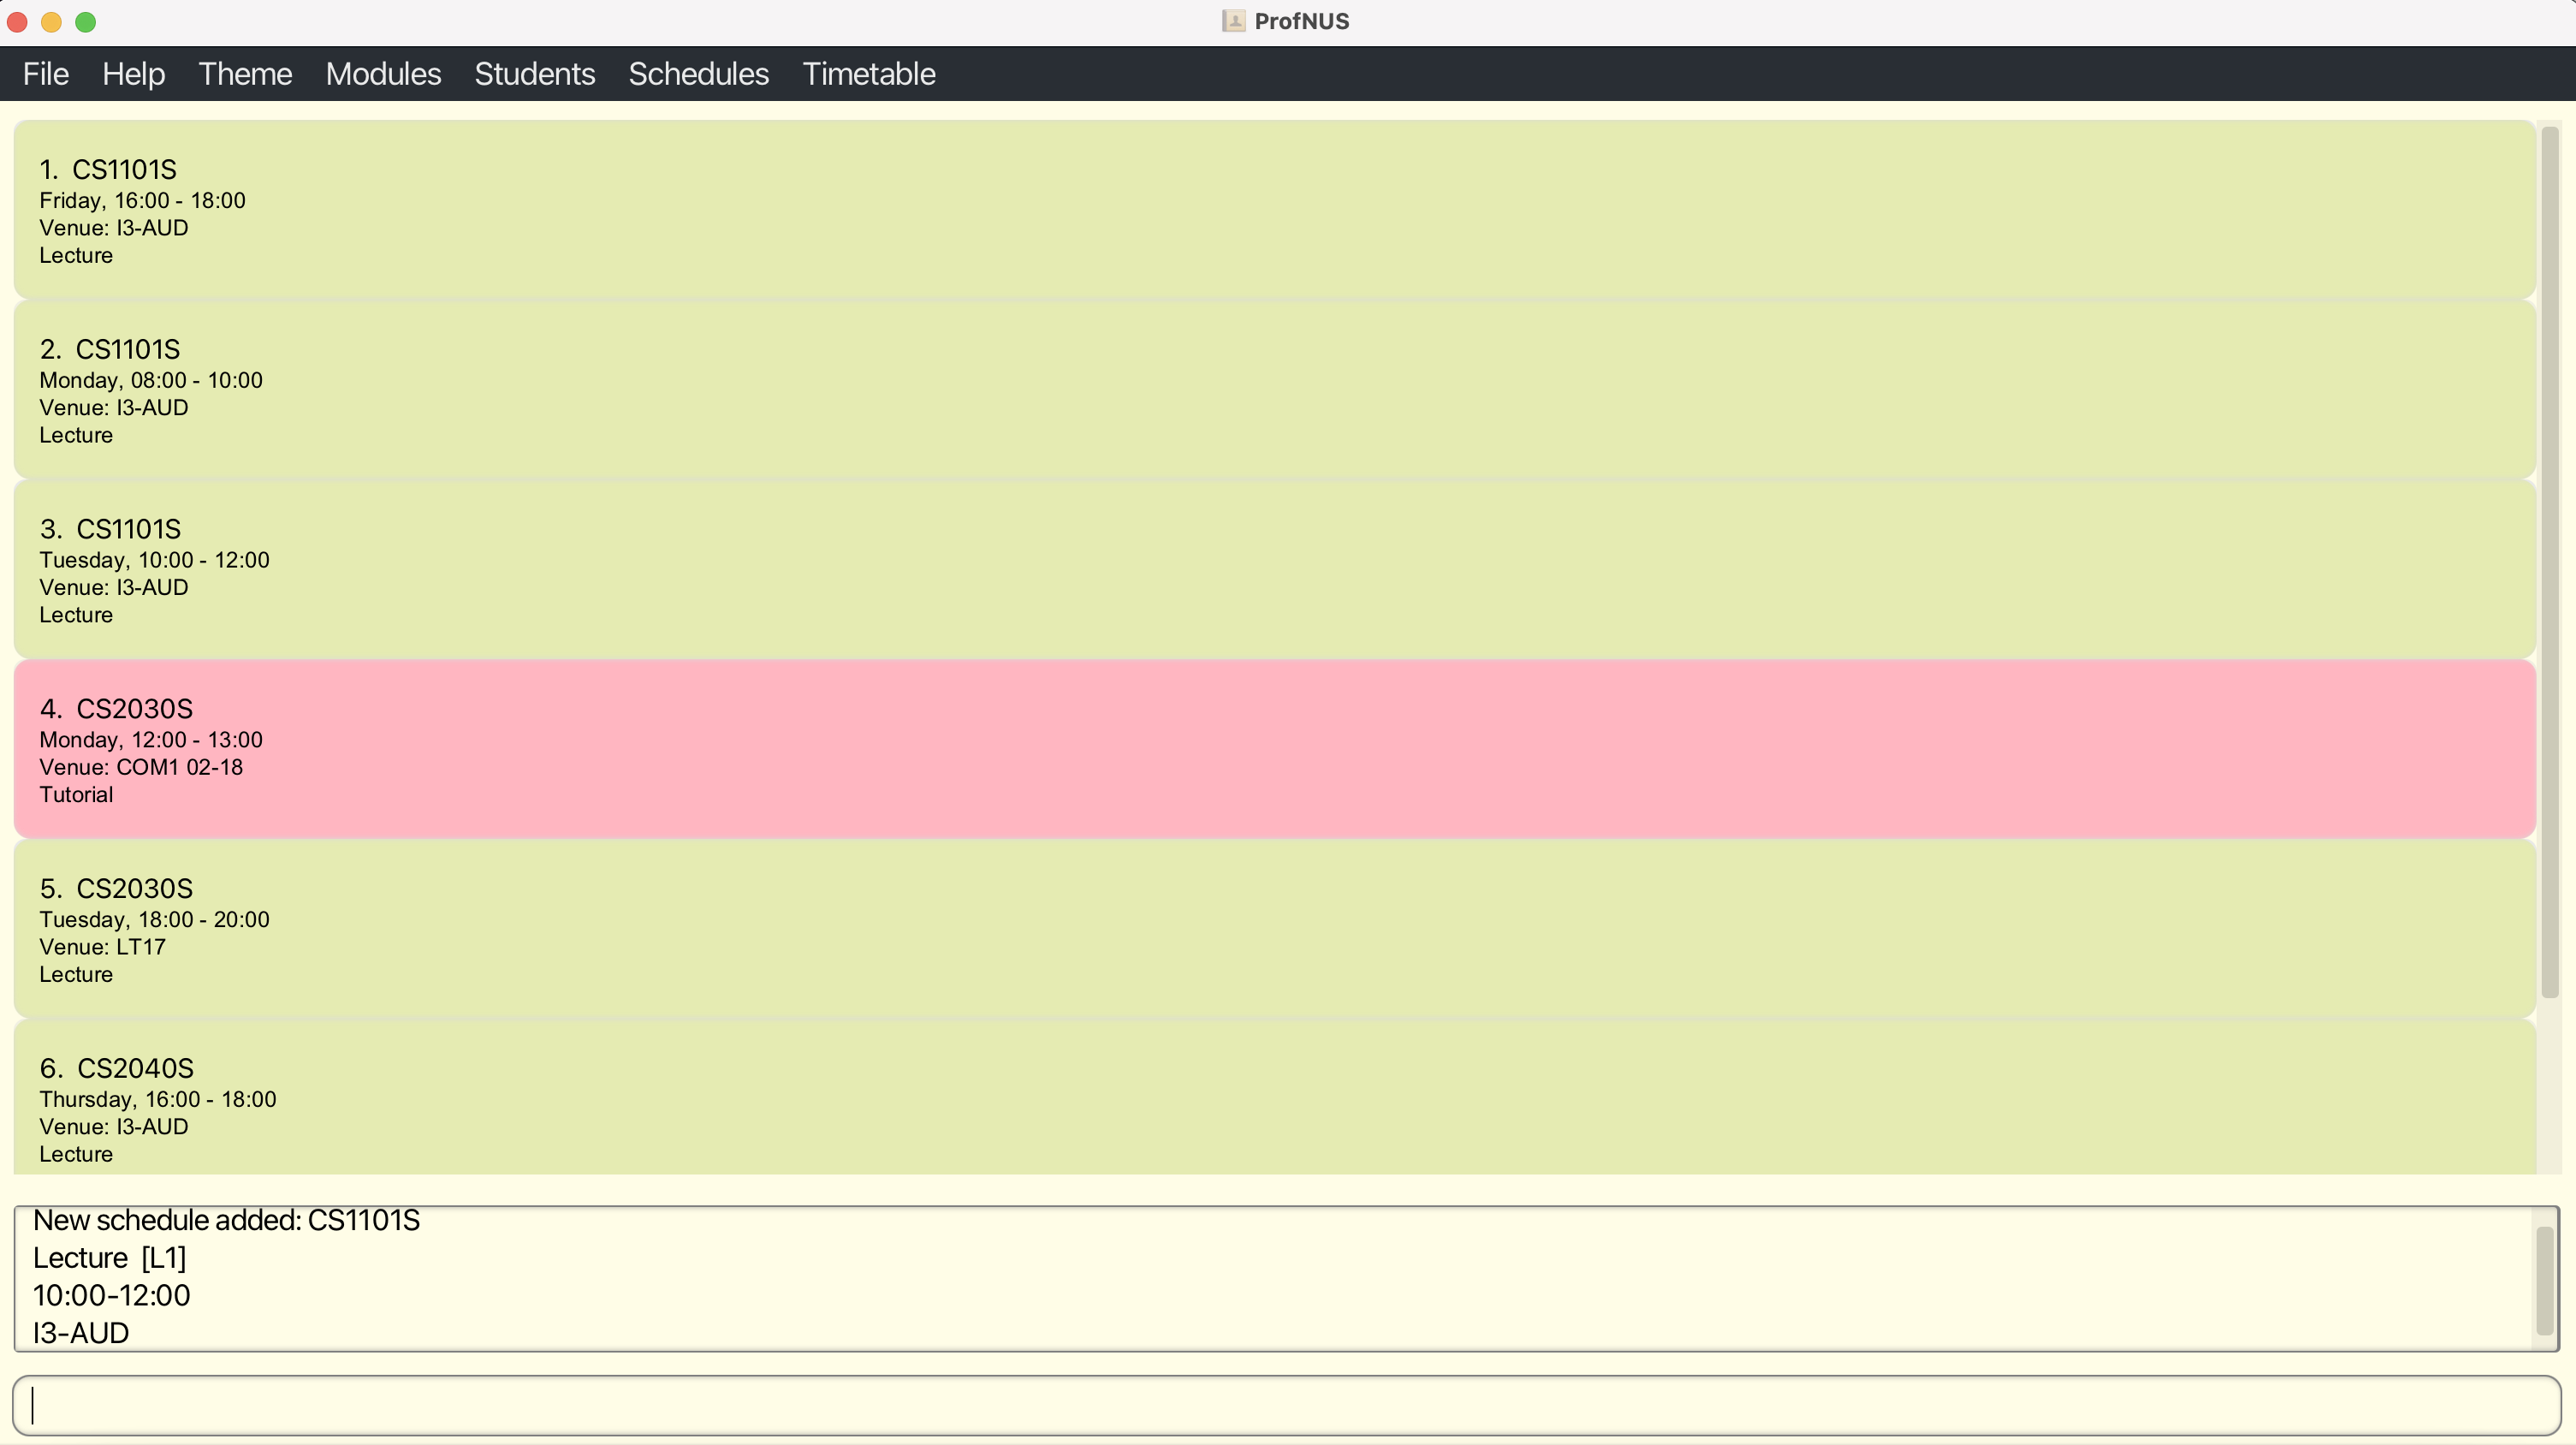 ProfNUS
File Help Theme Modules Students Schedules Timetable
1. CS1101S
Friday, 16:00 - 18:00
Venue: I3-AUD
Lecture
2. CS1101S
Monday, 08:00 - 10:00
Venue: I3-AUD
Lecture
3. CS1101S
Tuesday, 10:00 - 12:00
Venue: I3-AUD
Lecture
4. CS2030S
Monday, 12:00 - 13:00
Venue: COM1 02-18
Tutorial
5. CS2030S
Tuesday, 18:00 - 20:00
Venue: LT17
Lecture
6. CS2040S
Thursday, 16:00 - 18:00
Venue: I3-AUD
Lecture
New schedule added: CS1101S
Lecture [L1]
10:00-12:00
I3-AUD